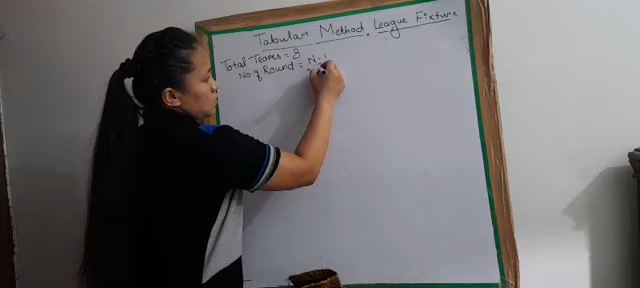 Tabular Method. League Fixture
Total Teams = 8
No of Round = N-1